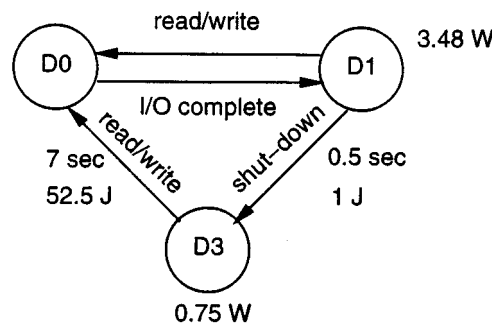 read/write
D0
D1
3.48 W
I/O complete
read/write
shut-down
7 sec
52.5 J
0.5 sec
1 J
D3
0.75 W